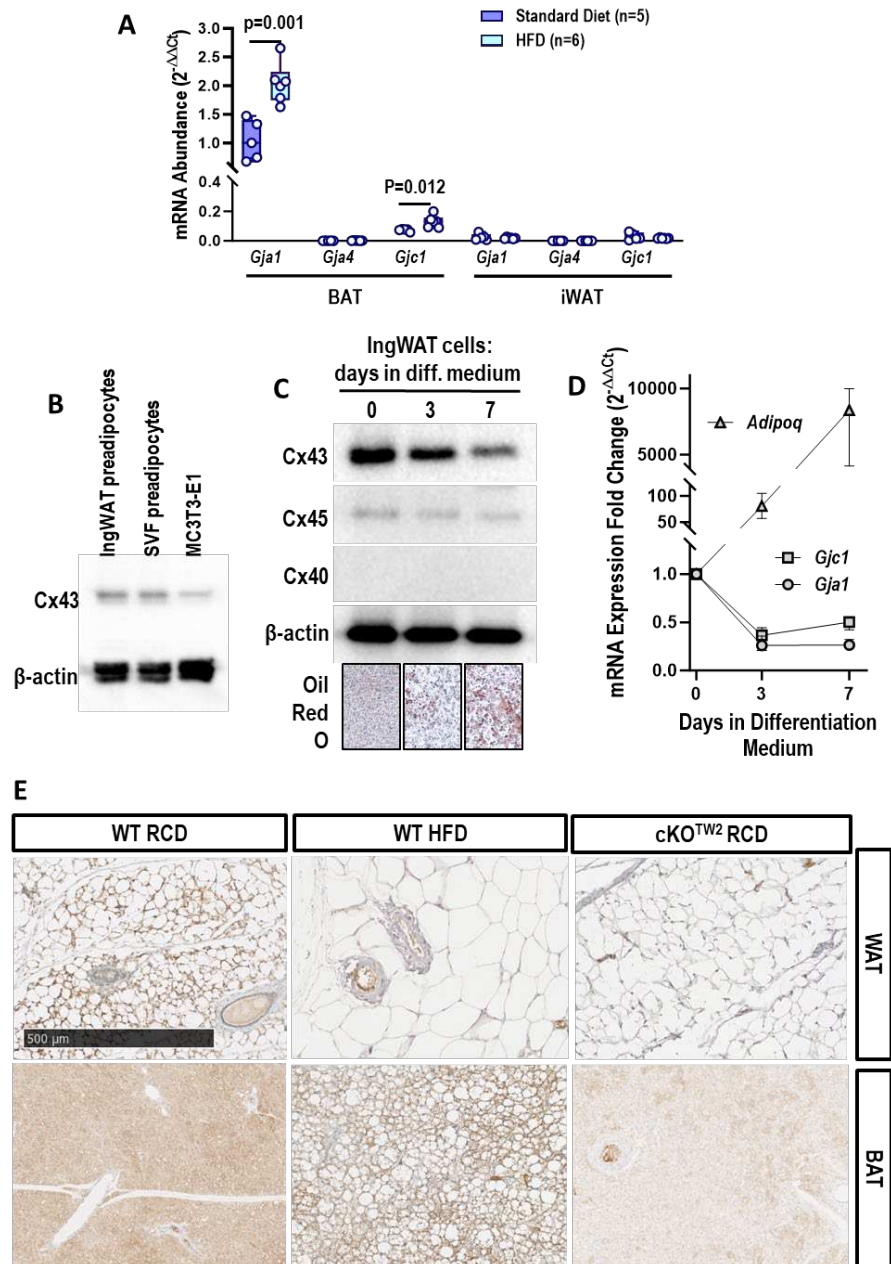 A
Standard Diet (n=5)
HFD (n=6)
mRNA Abundance (2^-ΔΔCt)
3.0
2.5
2.0
1.5
1.0
0.4
0.2
0.0
p=0.001
P=0.012
Gja1 Gja4 Gjc1 Gja1 Gja4 Gjc1
BAT iWAT
B
IngWAT preadipocytes
SVF preadipocytes
MC3T3-E1
Cx43
β-actin
C
IngWAT cells:
days in diff. medium
0 3 7
Cx43
Cx45
Cx40
β-actin
Oil
Red
O
D
mRNA Expression Fold Change (2^-ΔΔCt)
10000
5000
100
50
1.0
0.5
0.0
Adipoq
Gjc1
Gja1
0 3 7
Days in Differentiation
Medium
E
WT RCD WT HFD cKO^TW2 RCD
WAT
500 µm
BAT